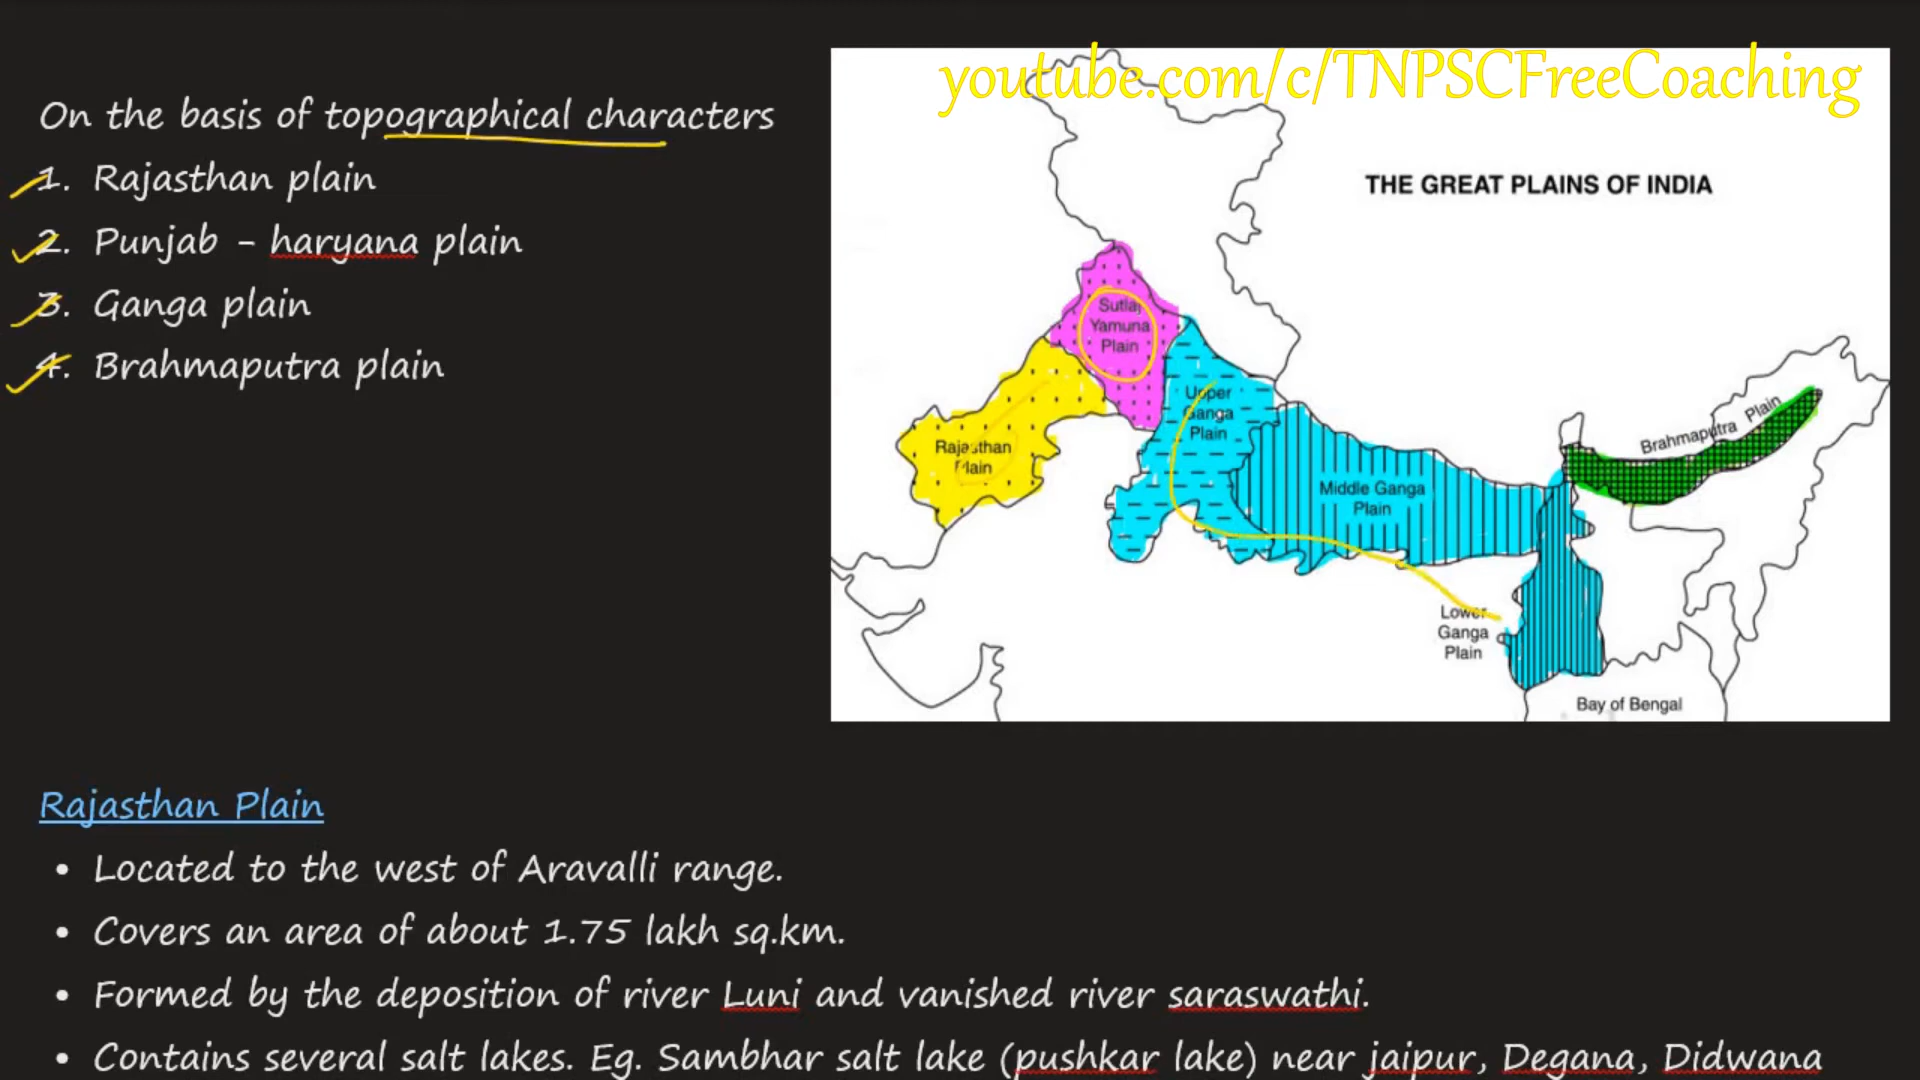 youtube.com/c/TNPSCFreeCoaching
On the basis of topographical characters
1. Rajasthan plain
2. Punjab - haryana plain
3. Ganga plain
4. Brahmaputra plain
THE GREAT PLAINS OF INDIA
Sutlaj
Yamuna
Plain
Upper
Ganga
Plain
Rajasthan
Plain
Middle Ganga
Plain
Brahmaputra Plain
Lower
Ganga
Plain
Bay of Bengal
Rajasthan Plain
• Located to the west of Aravalli range.
• Covers an area of about 1.75 lakh sq.km.
• Formed by the deposition of river Luni and vanished river saraswathi.
• Contains several salt lakes. Eg. Sambhar salt lake (pushkar lake) near jaipur, Degana, Didwana